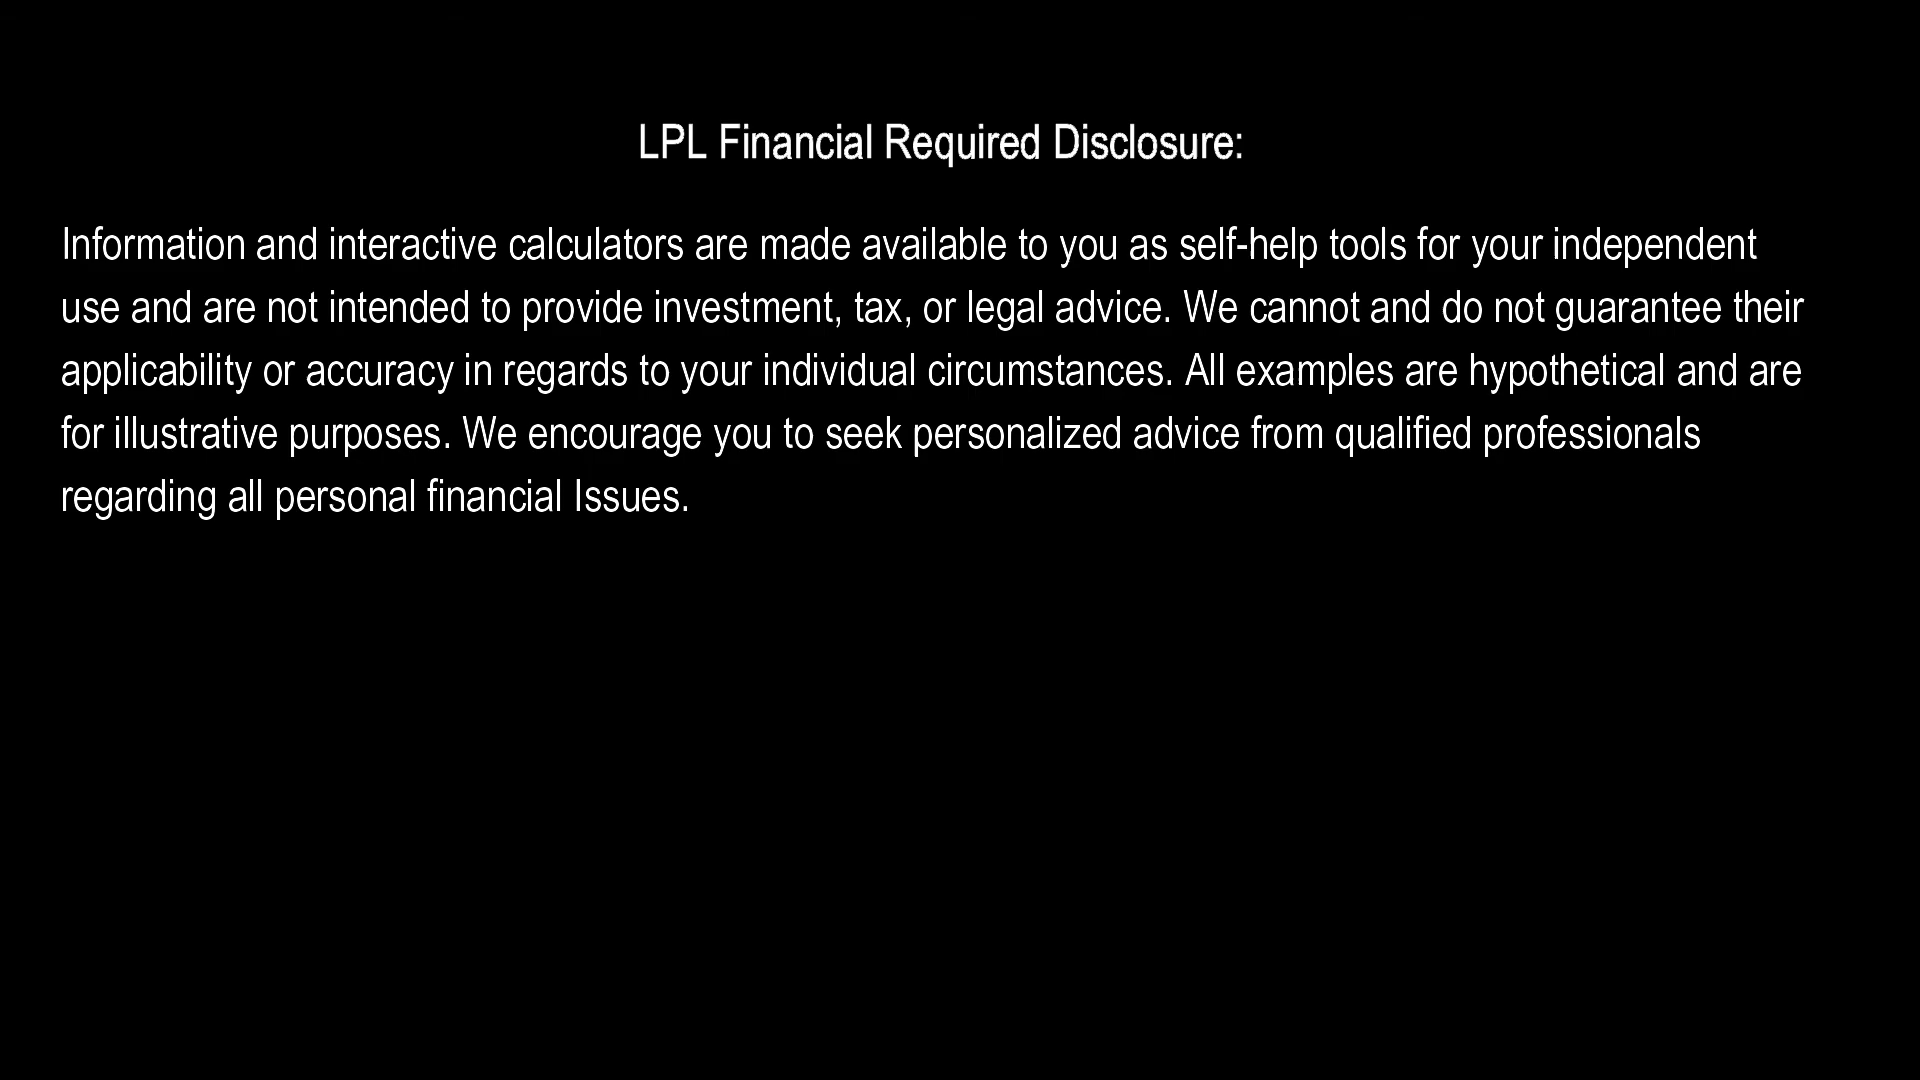 LPL Financial Required Disclosure:
Information and interactive calculators are made available to you as self-help tools for your independent
use and are not intended to provide investment, tax, or legal advice. We cannot and do not guarantee their
applicability or accuracy in regards to your individual circumstances. All examples are hypothetical and are
for illustrative purposes. We encourage you to seek personalized advice from qualified professionals
regarding all personal financial Issues.